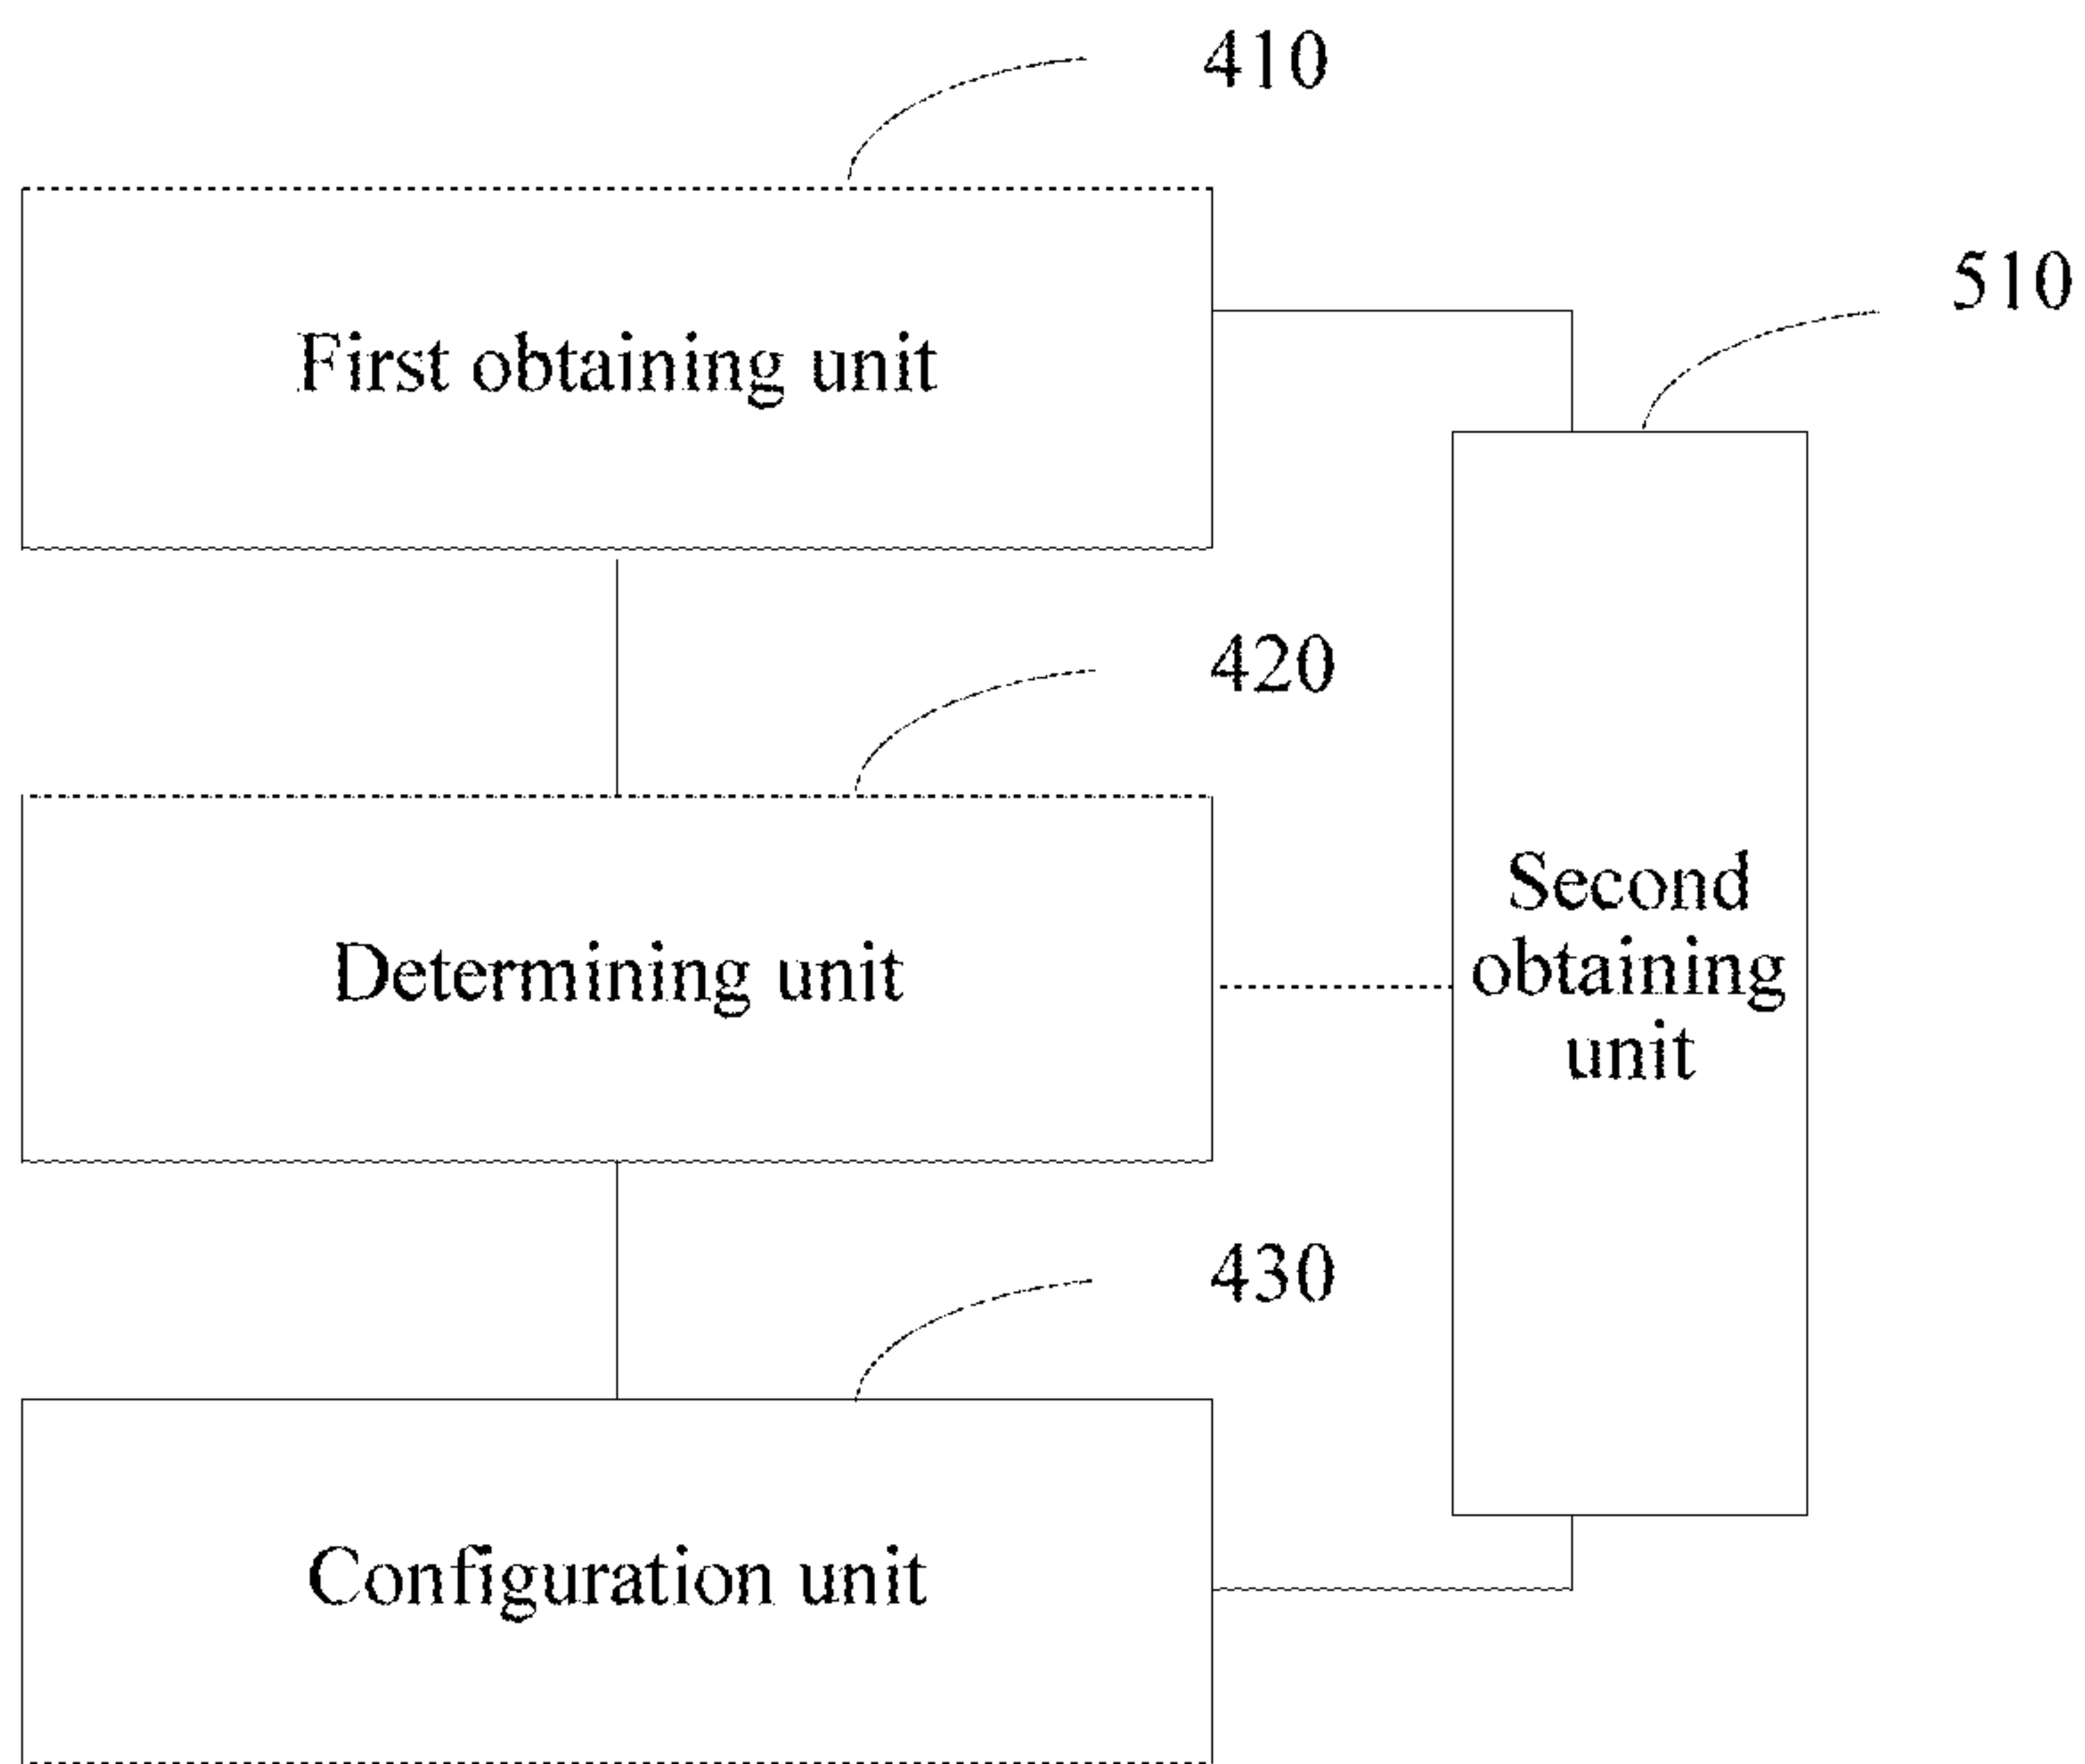 410
First obtaining unit
510
420
Determining unit
Second
obtaining
unit
430
Configuration unit